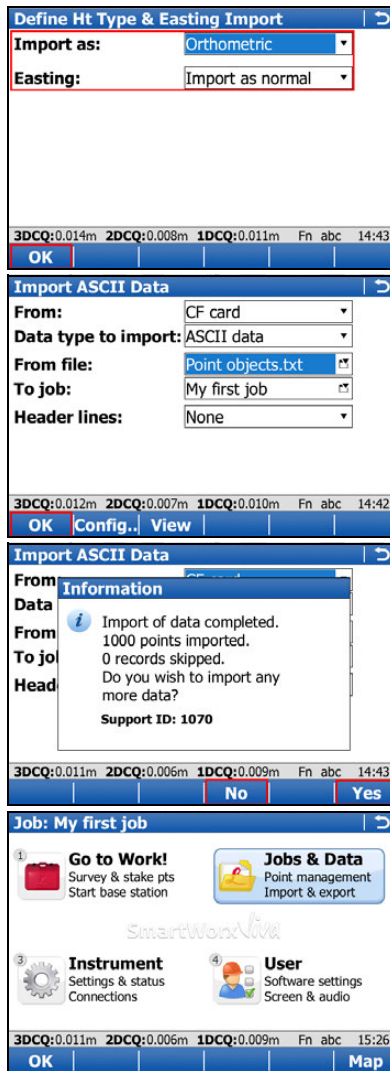 Define Ht Type & Easting Import
Import as: Orthometric
Easting: Import as normal
3DCQ:0.014m 2DCQ:0.008m 1DCQ:0.011m Fn abc 14:43
OK
Import ASCII Data
From: CF card
Data type to import: ASCII data
From file: Point objects.txt
To job: My first job
Header lines: None
3DCQ:0.012m 2DCQ:0.007m 1DCQ:0.010m Fn abc 14:42
OK Config.. View
Import ASCII Data
From
Information
Data
Import of data completed.
From
1000 points imported.
0 records skipped.
To jo
Do you wish to import any
Head
more data?
Support ID: 1070
3DCQ:0.011m 2DCQ:0.006m 1DCQ:0.009m Fn abc 14:43
No Yes
Job: My first job
1 Go to Work! Jobs & Data
Survey & stake pts Point management
Start base station Import & export
SmartWorx Viva
3 Instrument 4 User
Settings & status Software settings
Connections Screen & audio
3DCQ:0.011m 2DCQ:0.006m 1DCQ:0.009m Fn abc 15:26
OK Map